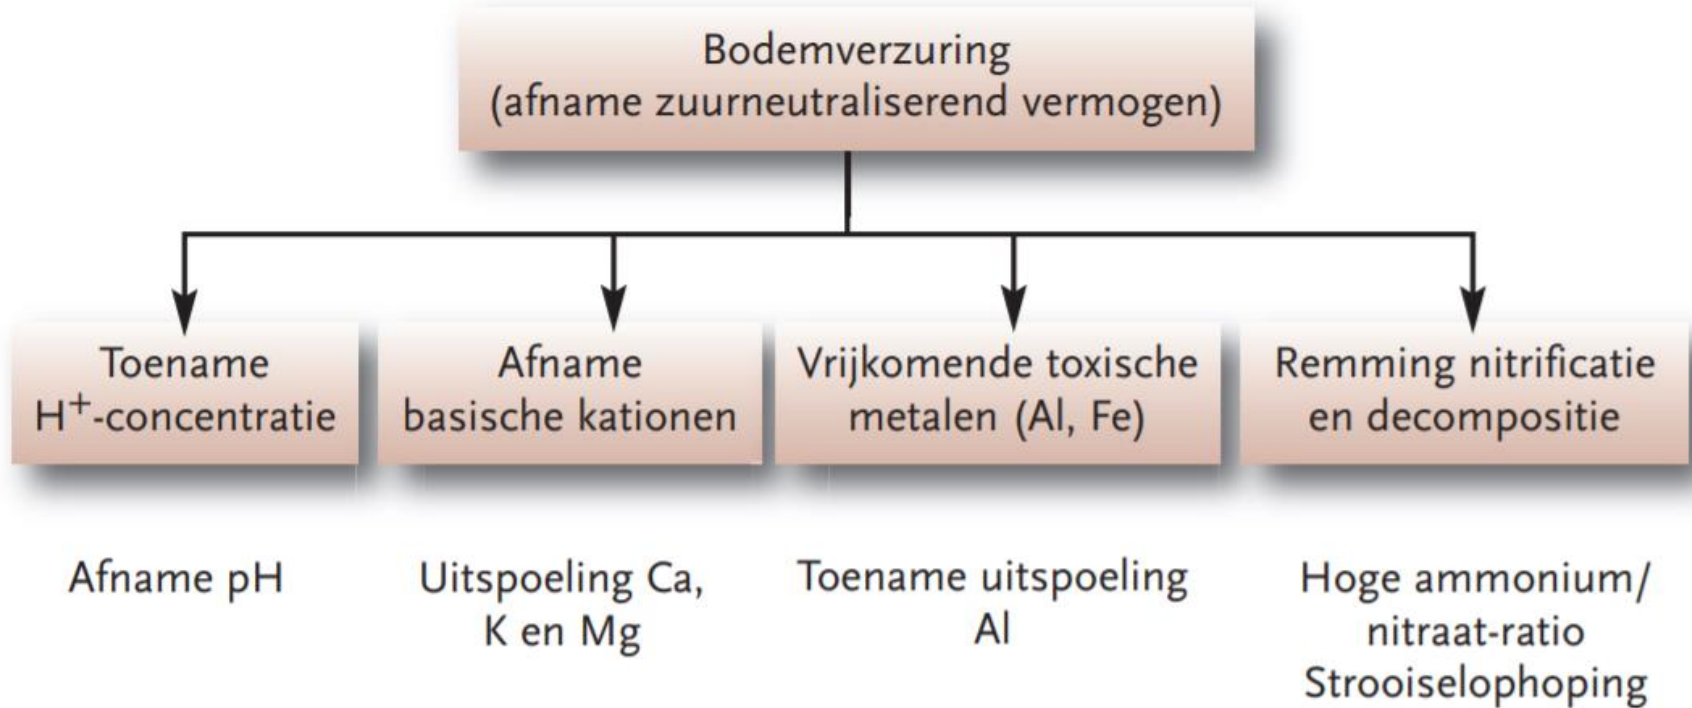 Bodemverzuring
(afname zuurneutraliserend vermogen)
Toename
H⁺-concentratie
Afname
basische kationen
Vrijkomende toxische
metalen (Al, Fe)
Remming nitrificatie
en decompositie
Afname pH
Uitspoeling Ca,
K en Mg
Toename uitspoeling
Al
Hoge ammonium/
nitraat-ratio
Strooiselophoping